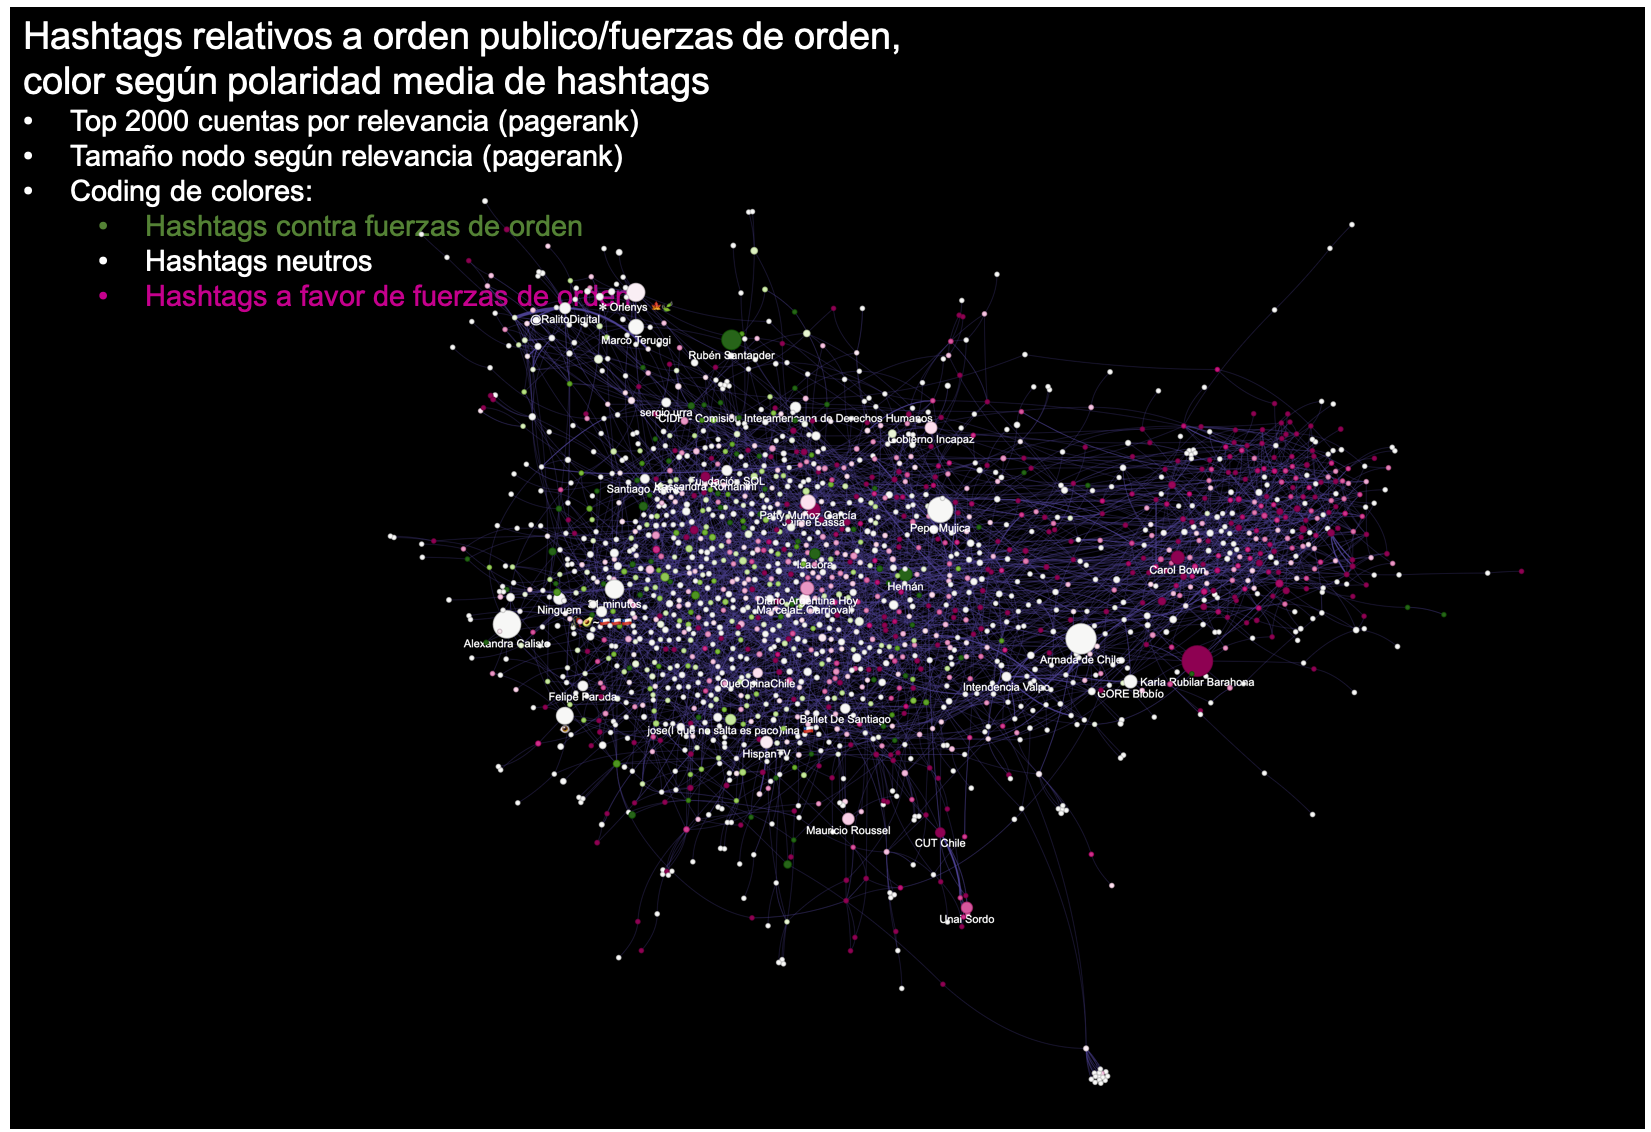 Hashtags relativos a orden publico/fuerzas de orden,
color según polaridad media de hashtags
• Top 2000 cuentas por relevancia (pagerank)
• Tamaño nodo según relevancia (pagerank)
• Coding de colores:
• Hashtags contra fuerzas de orden
• Hashtags neutros
• Hashtags a favor de fuerzas de orden
Orlenys
@RalitoDigital
Marco Teruggi
Rubén Santander
sergio urra
CIDH - Comisión Interamericana de Derechos Humanos
Gobierno Incapaz
Fundación SOL
Santiago
Romanini
Patty Muñoz García
Jaime Bassa
Pepe Mujica
Carol Bown
Hernán
31 minutos
Ninguem
Diario Argentina Hoy
MarcelaE.Carrioval
Alexandra Calisto
Armada de Chile
Karla Rubilar Barahona
GORE Biobío
Intendencia Valpo
QueOpinaChile
Felipe Parada
Ballet De Santiago
jose(l que no salta es paco)fina
HispanTV
Mauricio Roussel
CUT Chile
Unai Sordo